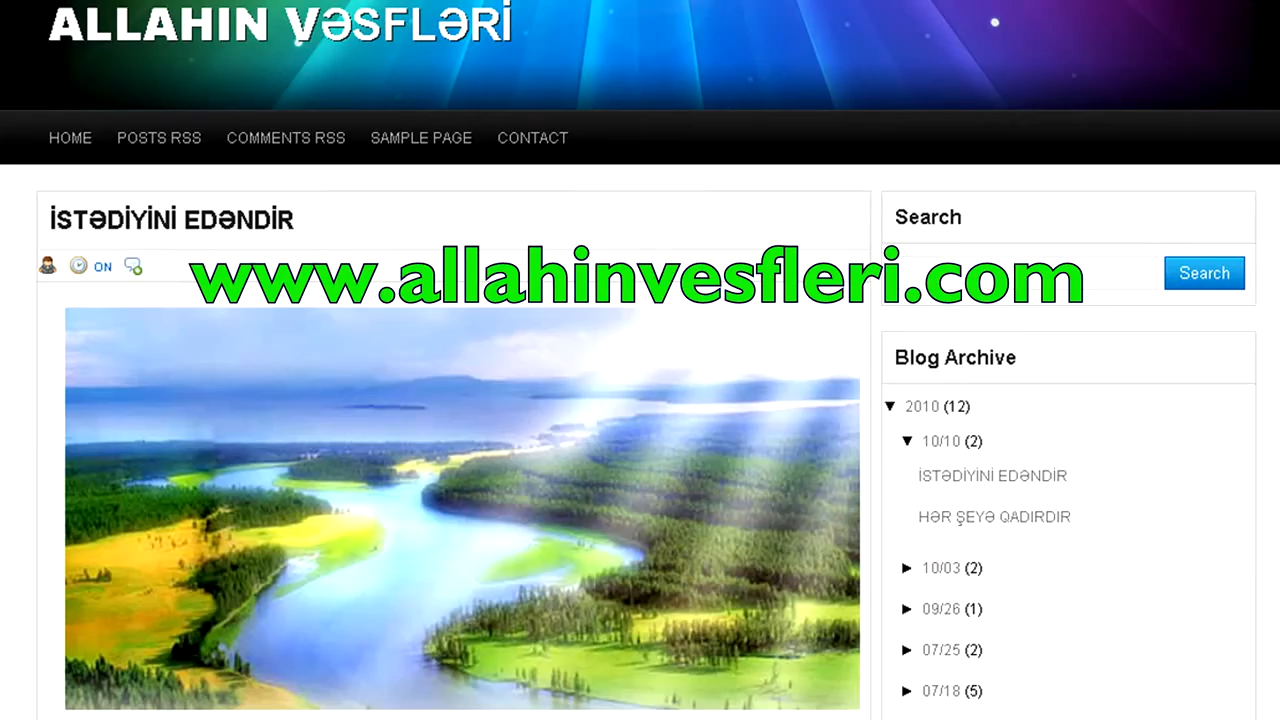 ALLAHIN VƏSFLƏRİ
HOME POSTS RSS COMMENTS RSS SAMPLE PAGE CONTACT
İSTƏDİYİNİ EDƏNDİR
ON
www.allahinvesfleri.com
Search
Search
Blog Archive
▼ 2010 (12)
▼ 10/10 (2)
İSTƏDİYİNİ EDƏNDİR
HƏR ŞEYƏ QADIRDIR
► 10/03 (2)
► 09/26 (1)
► 07/25 (2)
► 07/18 (5)